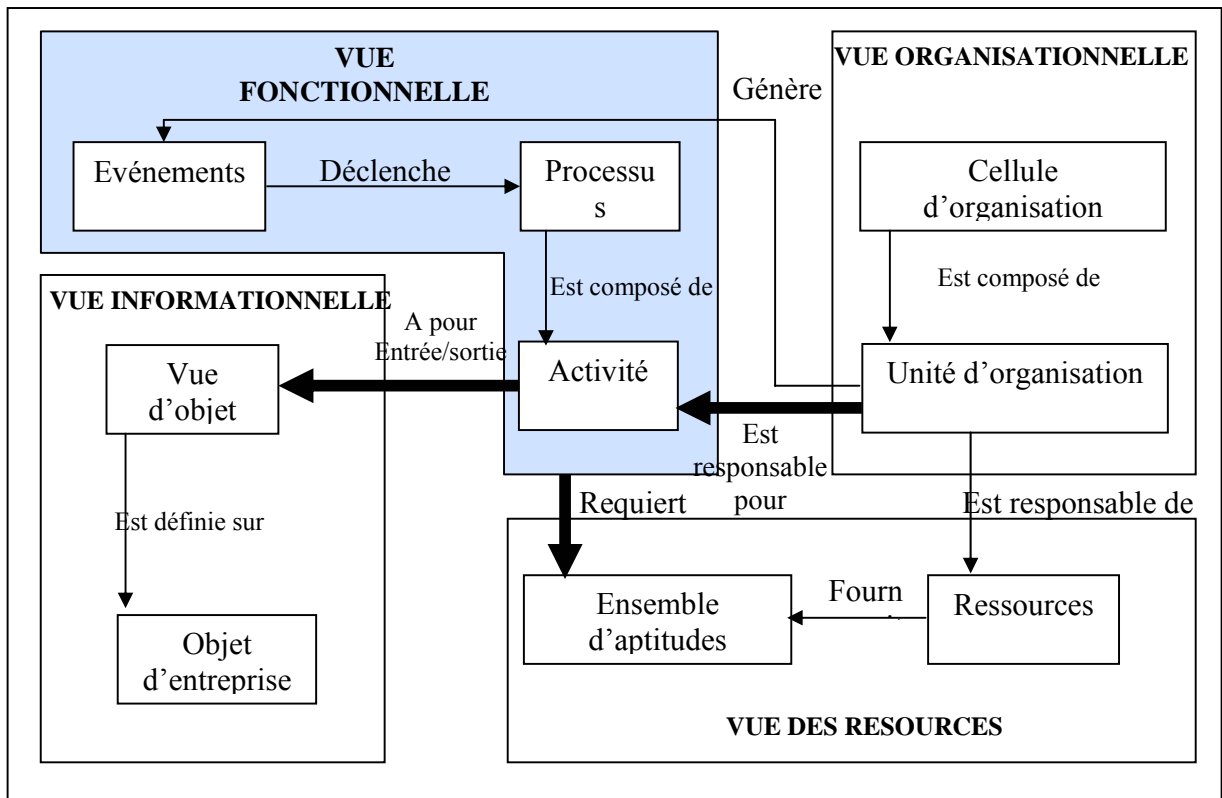 VUE
FONCTIONNELLE
VUE ORGANISATIONNELLE
Génère
Evénements
Déclenche
Processu
s
Cellule
d'organisation
Est composé de
Est composé de
VUE INFORMATIONNELLE
A pour
Entrée/sortie
Vue
d'objet
Activité
Unité d'organisation
Est
responsable
pour
Requiert
Est responsable de
Est définie sur
Objet
d'entreprise
Ensemble
d'aptitudes
Fourn
Ressources
VUE DES RESOURCES